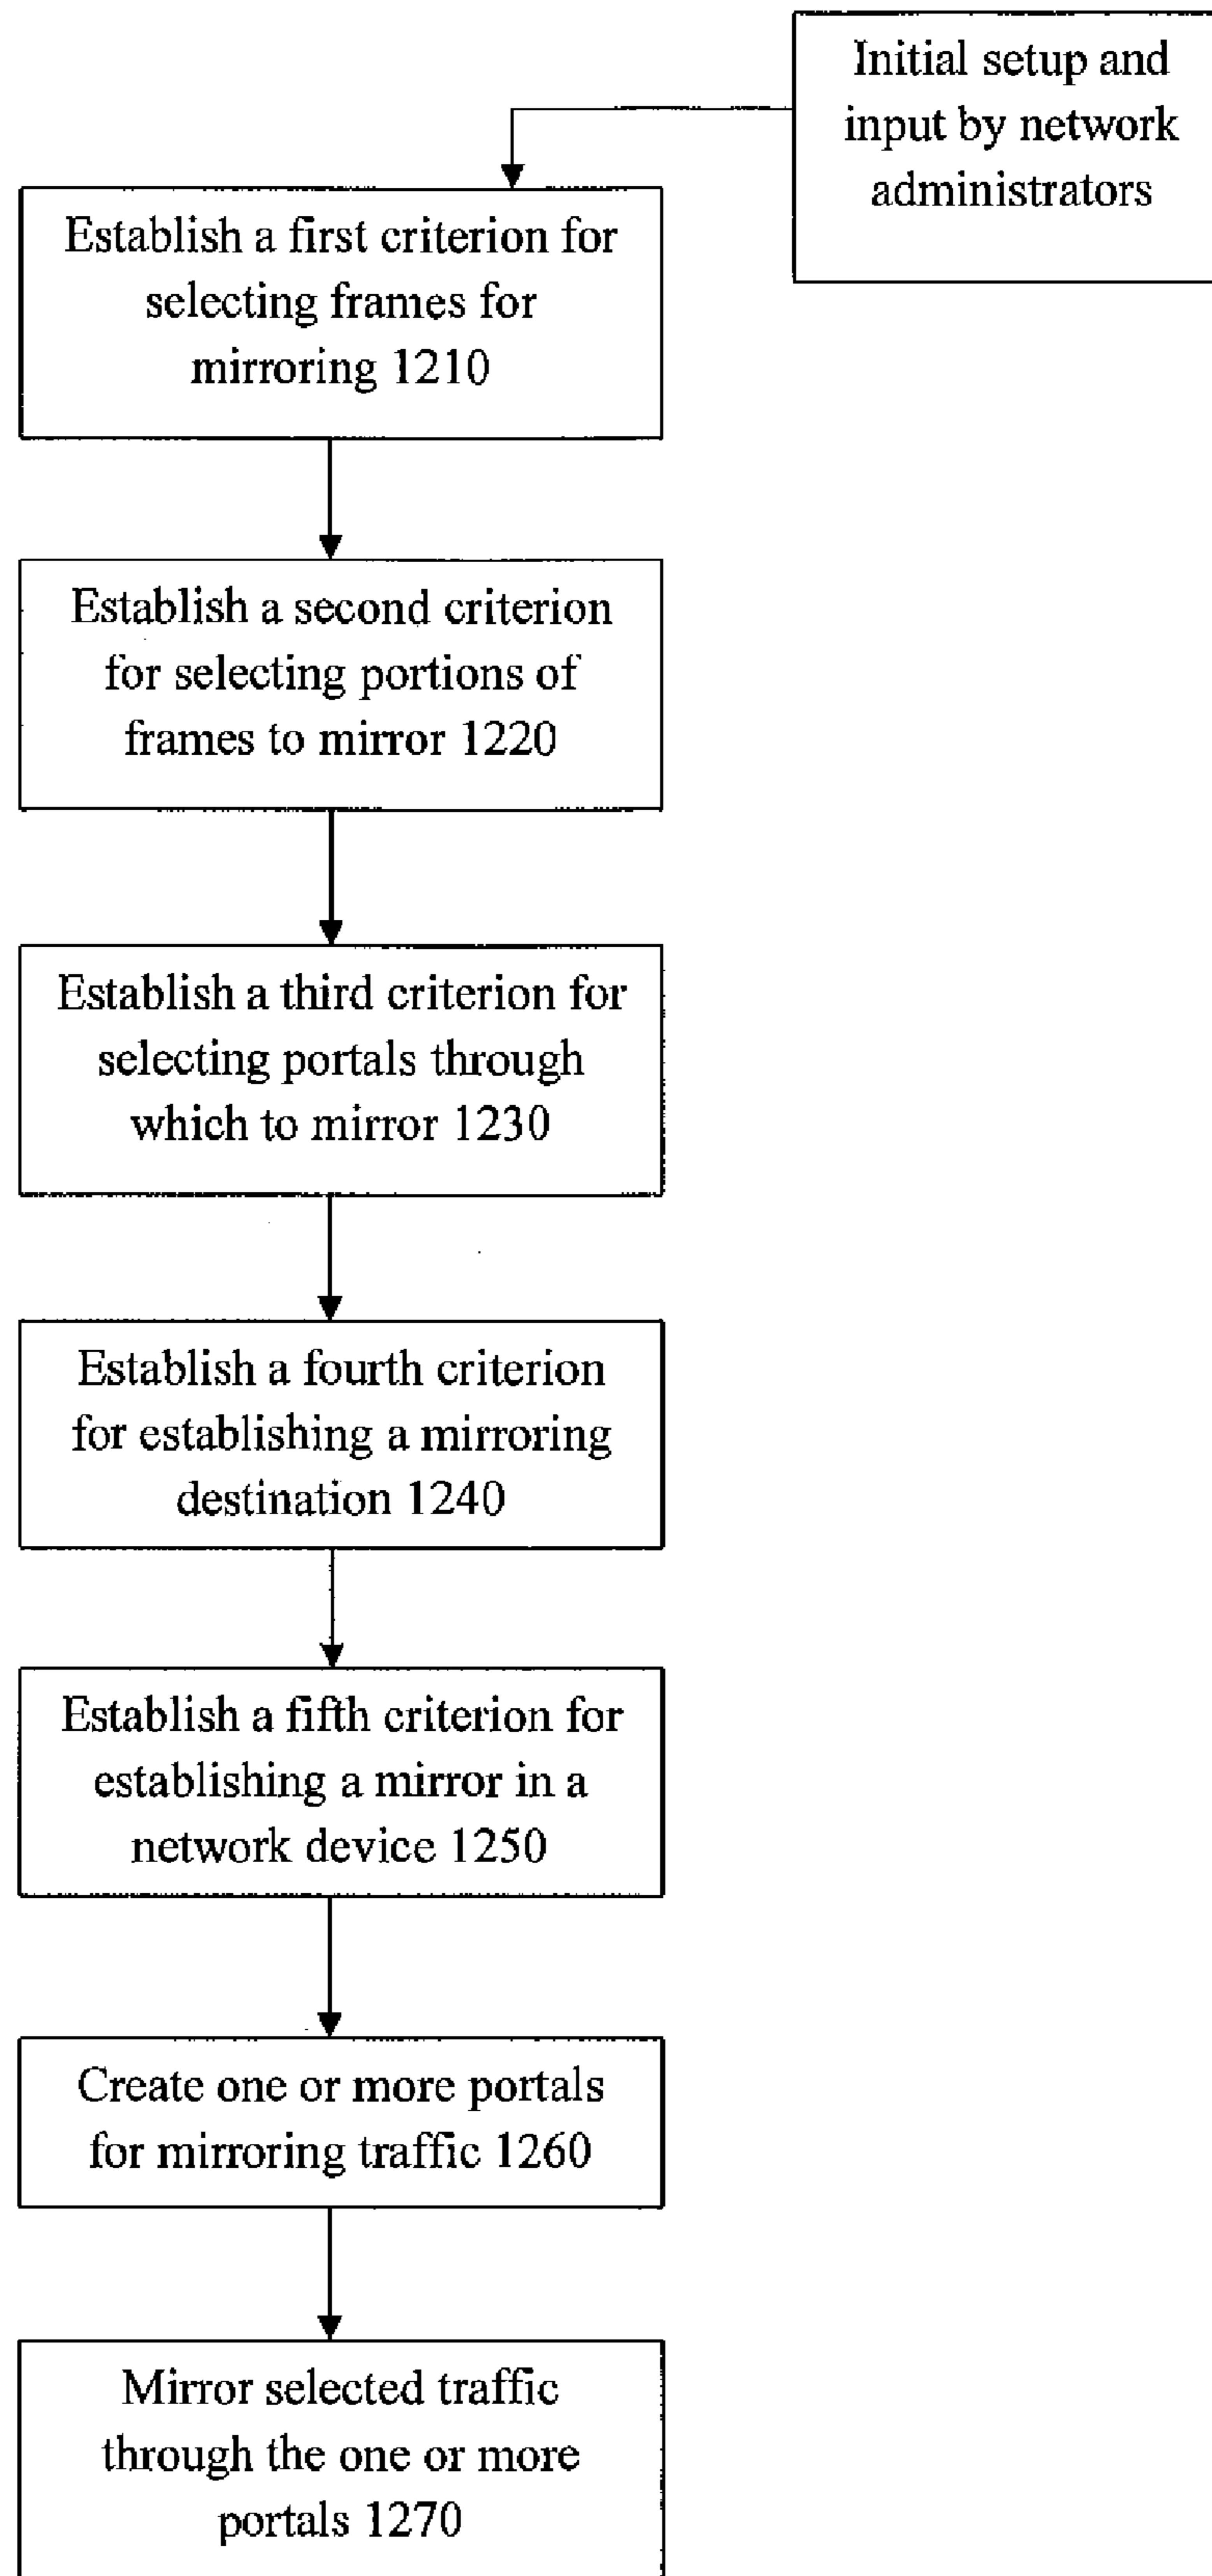 Initial setup and
input by network
administrators
Establish a first criterion for
selecting frames for
mirroring 1210
Establish a second criterion
for selecting portions of
frames to mirror 1220
Establish a third criterion for
selecting portals through
which to mirror 1230
Establish a fourth criterion
for establishing a mirroring
destination 1240
Establish a fifth criterion for
establishing a mirror in a
network device 1250
Create one or more portals
for mirroring traffic 1260
Mirror selected traffic
through the one or more
portals 1270